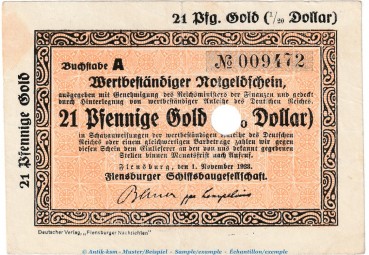 21 Pfg. Gold (1/20 Dollar)
21 Pfennige Gold
Buchstabe A
№ 009472
Wertbeständiger Notgeldschein,
ausgegeben mit Genehmigung des Reichsministers der Finanzen und gedeckt
durch Hinterlegung von wertbeständiger Anleihe des Deutschen Reiches.
21 Pfennige Gold Dollar)
in Schatzanweisungen der wertbeständigen Anleihe des Deutschen
Reiches oder einem gleichwertigen Barbetrage zahlen wir gegen
diesen Schein dem Einlieferer an den von uns bekannt gegebenen
Stellen binnen Monatsfrist nach Aufruf.
Flensburg, den 1. November 1923.
Flensburger Schiffsbaugesellschaft.
Deutscher Verlag, „Flensburger Nachrichten"
© Antik-kam - Muster/Beispiel - Sample/exemple - Échantillon/exemple